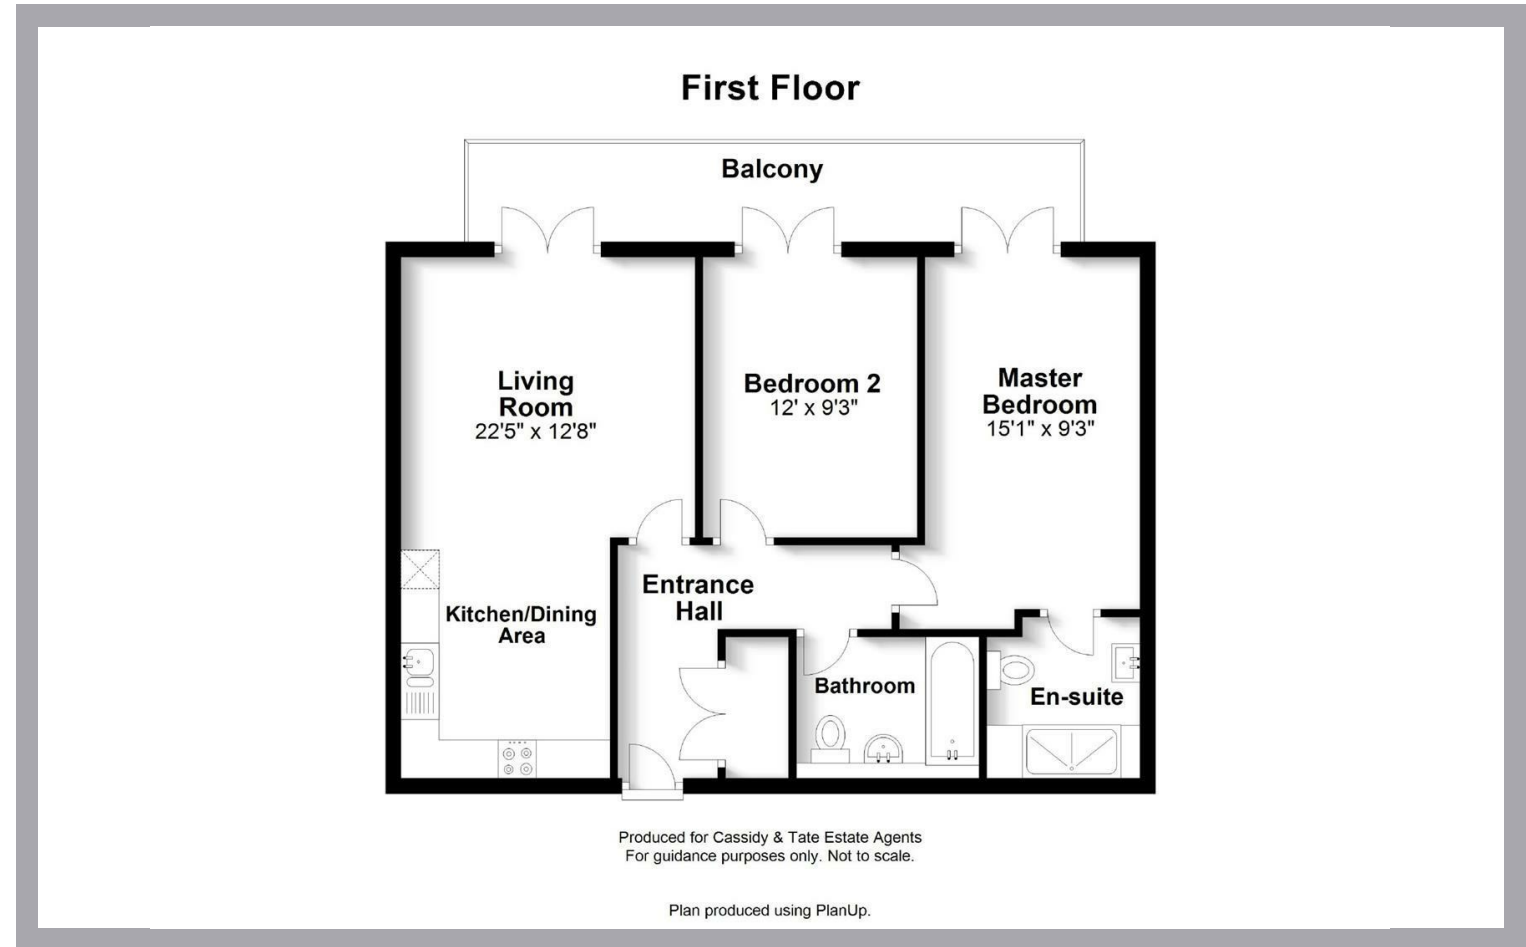 First Floor
Balcony
Living
Room
22'5" x 12'8"
Bedroom 2
12' x 9'3"
Master
Bedroom
15'1" x 9'3"
Kitchen/Dining
Area
Entrance
Hall
Bathroom
En-suite
Produced for Cassidy & Tate Estate Agents
For guidance purposes only. Not to scale.
Plan produced using PlanUp.